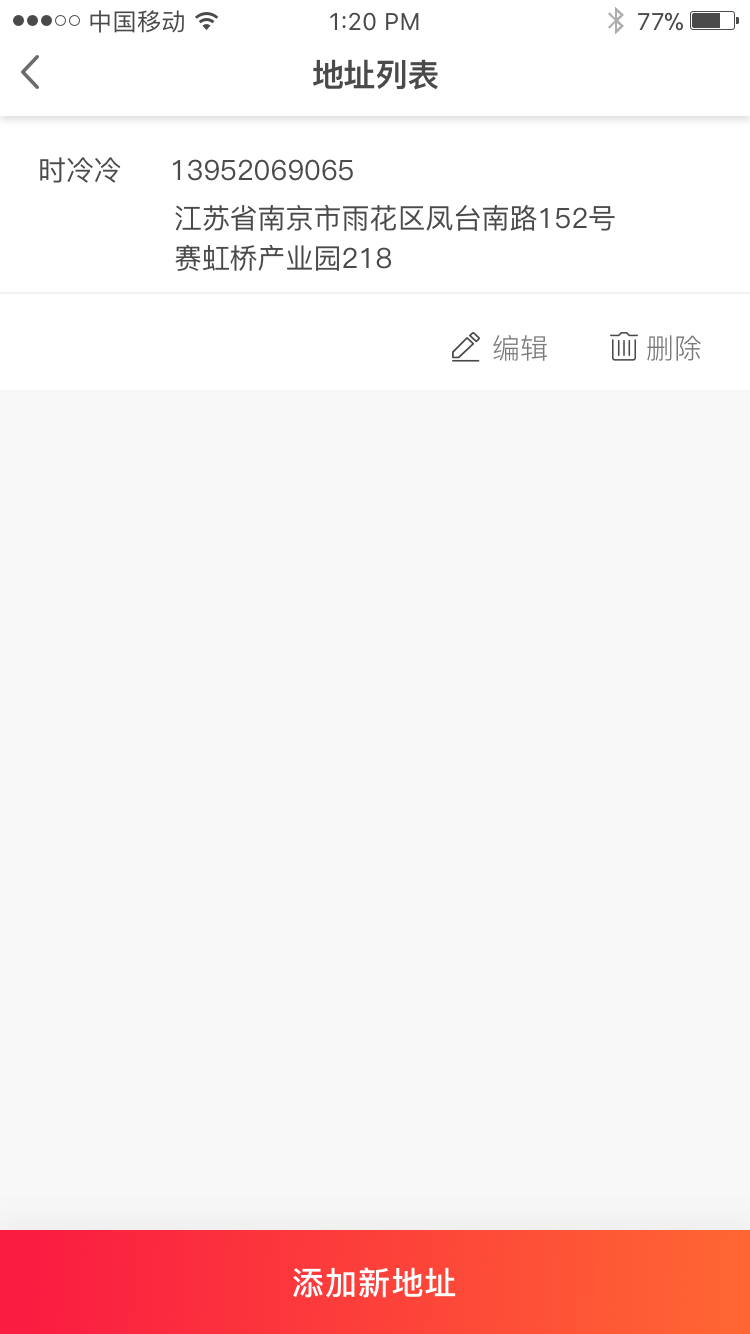 中国移动 1:20 PM 77%
地址列表
时冷冷 13952069065
江苏省南京市雨花区凤台南路152号
赛虹桥产业园218
编辑 删除
添加新地址